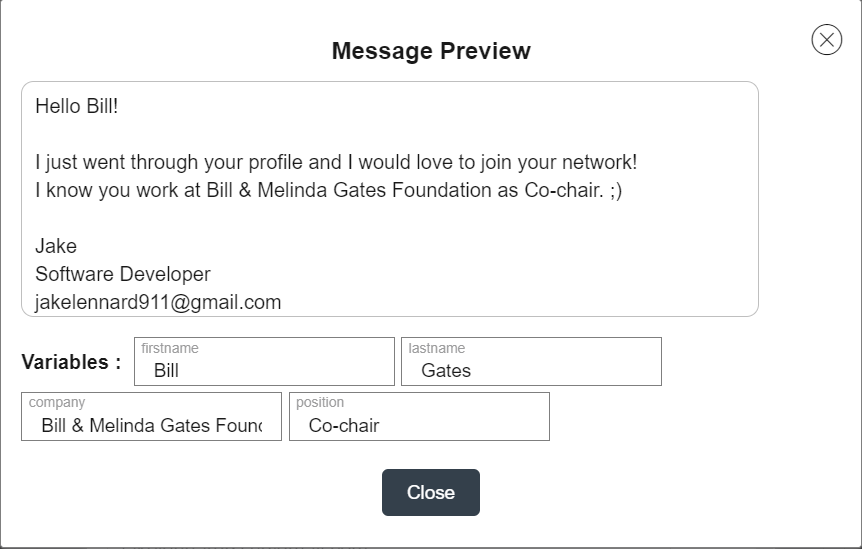 Message Preview
Hello Bill!
I just went through your profile and I would love to join your network!
I know you work at Bill & Melinda Gates Foundation as Co-chair. ;)
Jake
Software Developer
jakelennard911@gmail.com
Variables :
firstname
Bill
lastname
Gates
company
Bill & Melinda Gates Found
position
Co-chair
Close